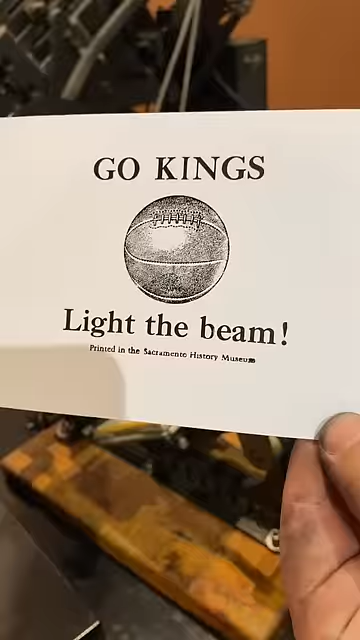 GO KINGS
Light the beam!
Printed in the Sacramento History Museum